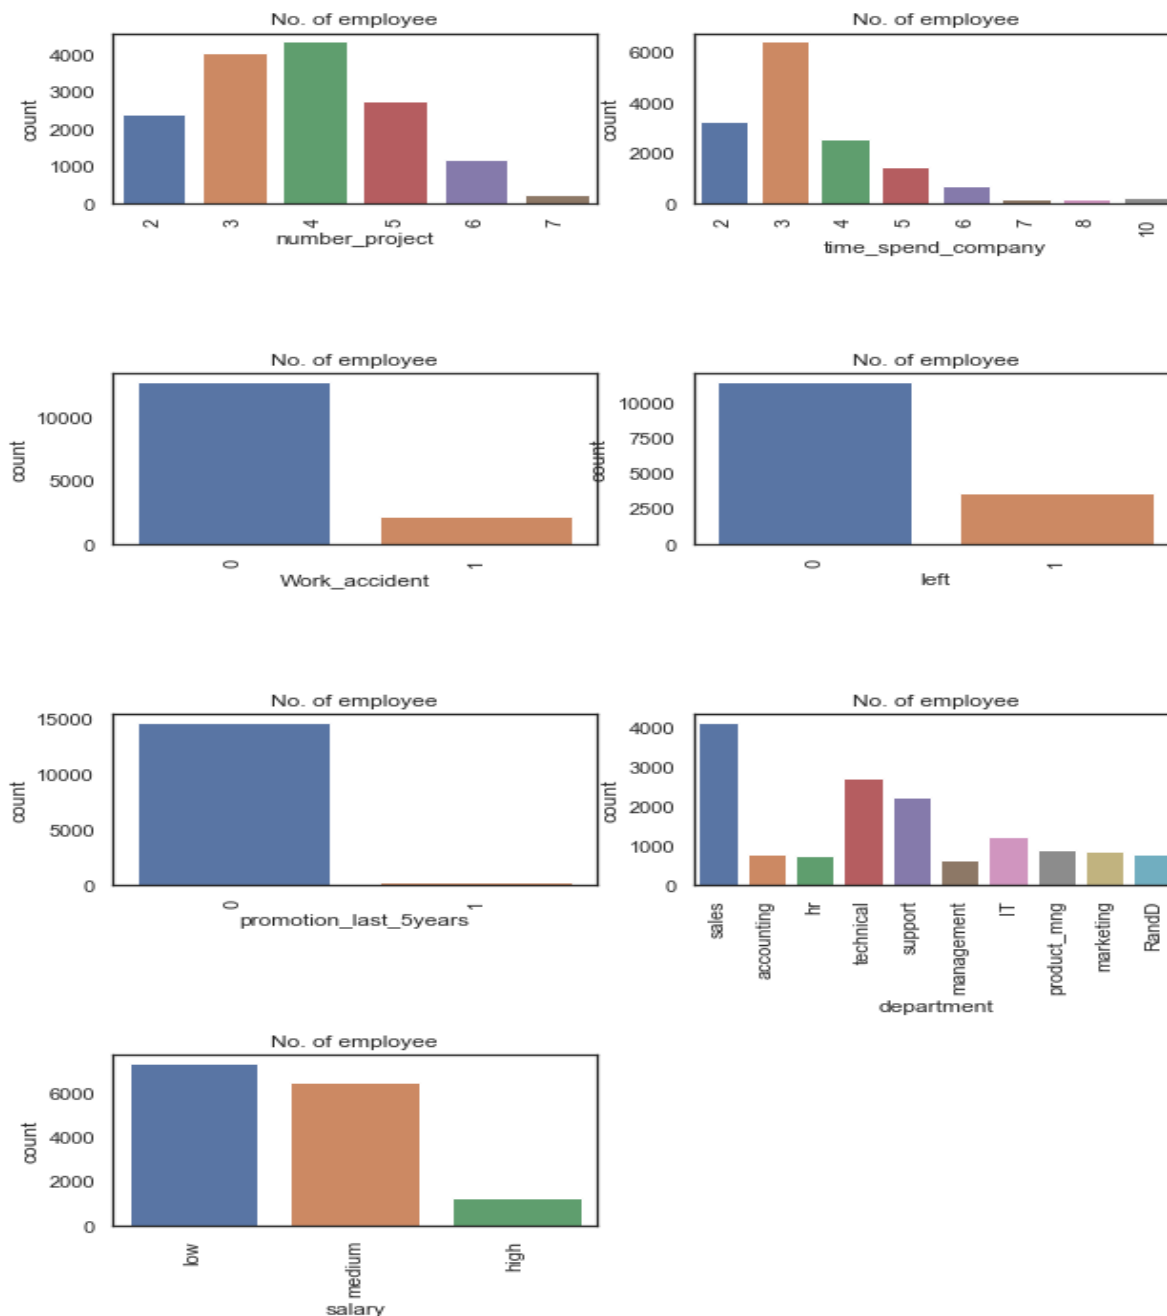 No. of employee
4000
3000
2000
1000
0
count
2 3 4 5 6 7
number_project
No. of employee
6000
4000
2000
0
count
2 3 4 5 6 7 8 10
time_spend_company
No. of employee
10000
5000
0
count
0 1
Work_accident
No. of employee
10000
7500
5000
2500
0
count
0 1
left
No. of employee
15000
10000
5000
0
count
0 1
promotion_last_5years
No. of employee
4000
3000
2000
1000
0
count
sales accounting hr technical support management IT product_mng marketing RandD
department
No. of employee
6000
4000
2000
0
count
low medium high
salary